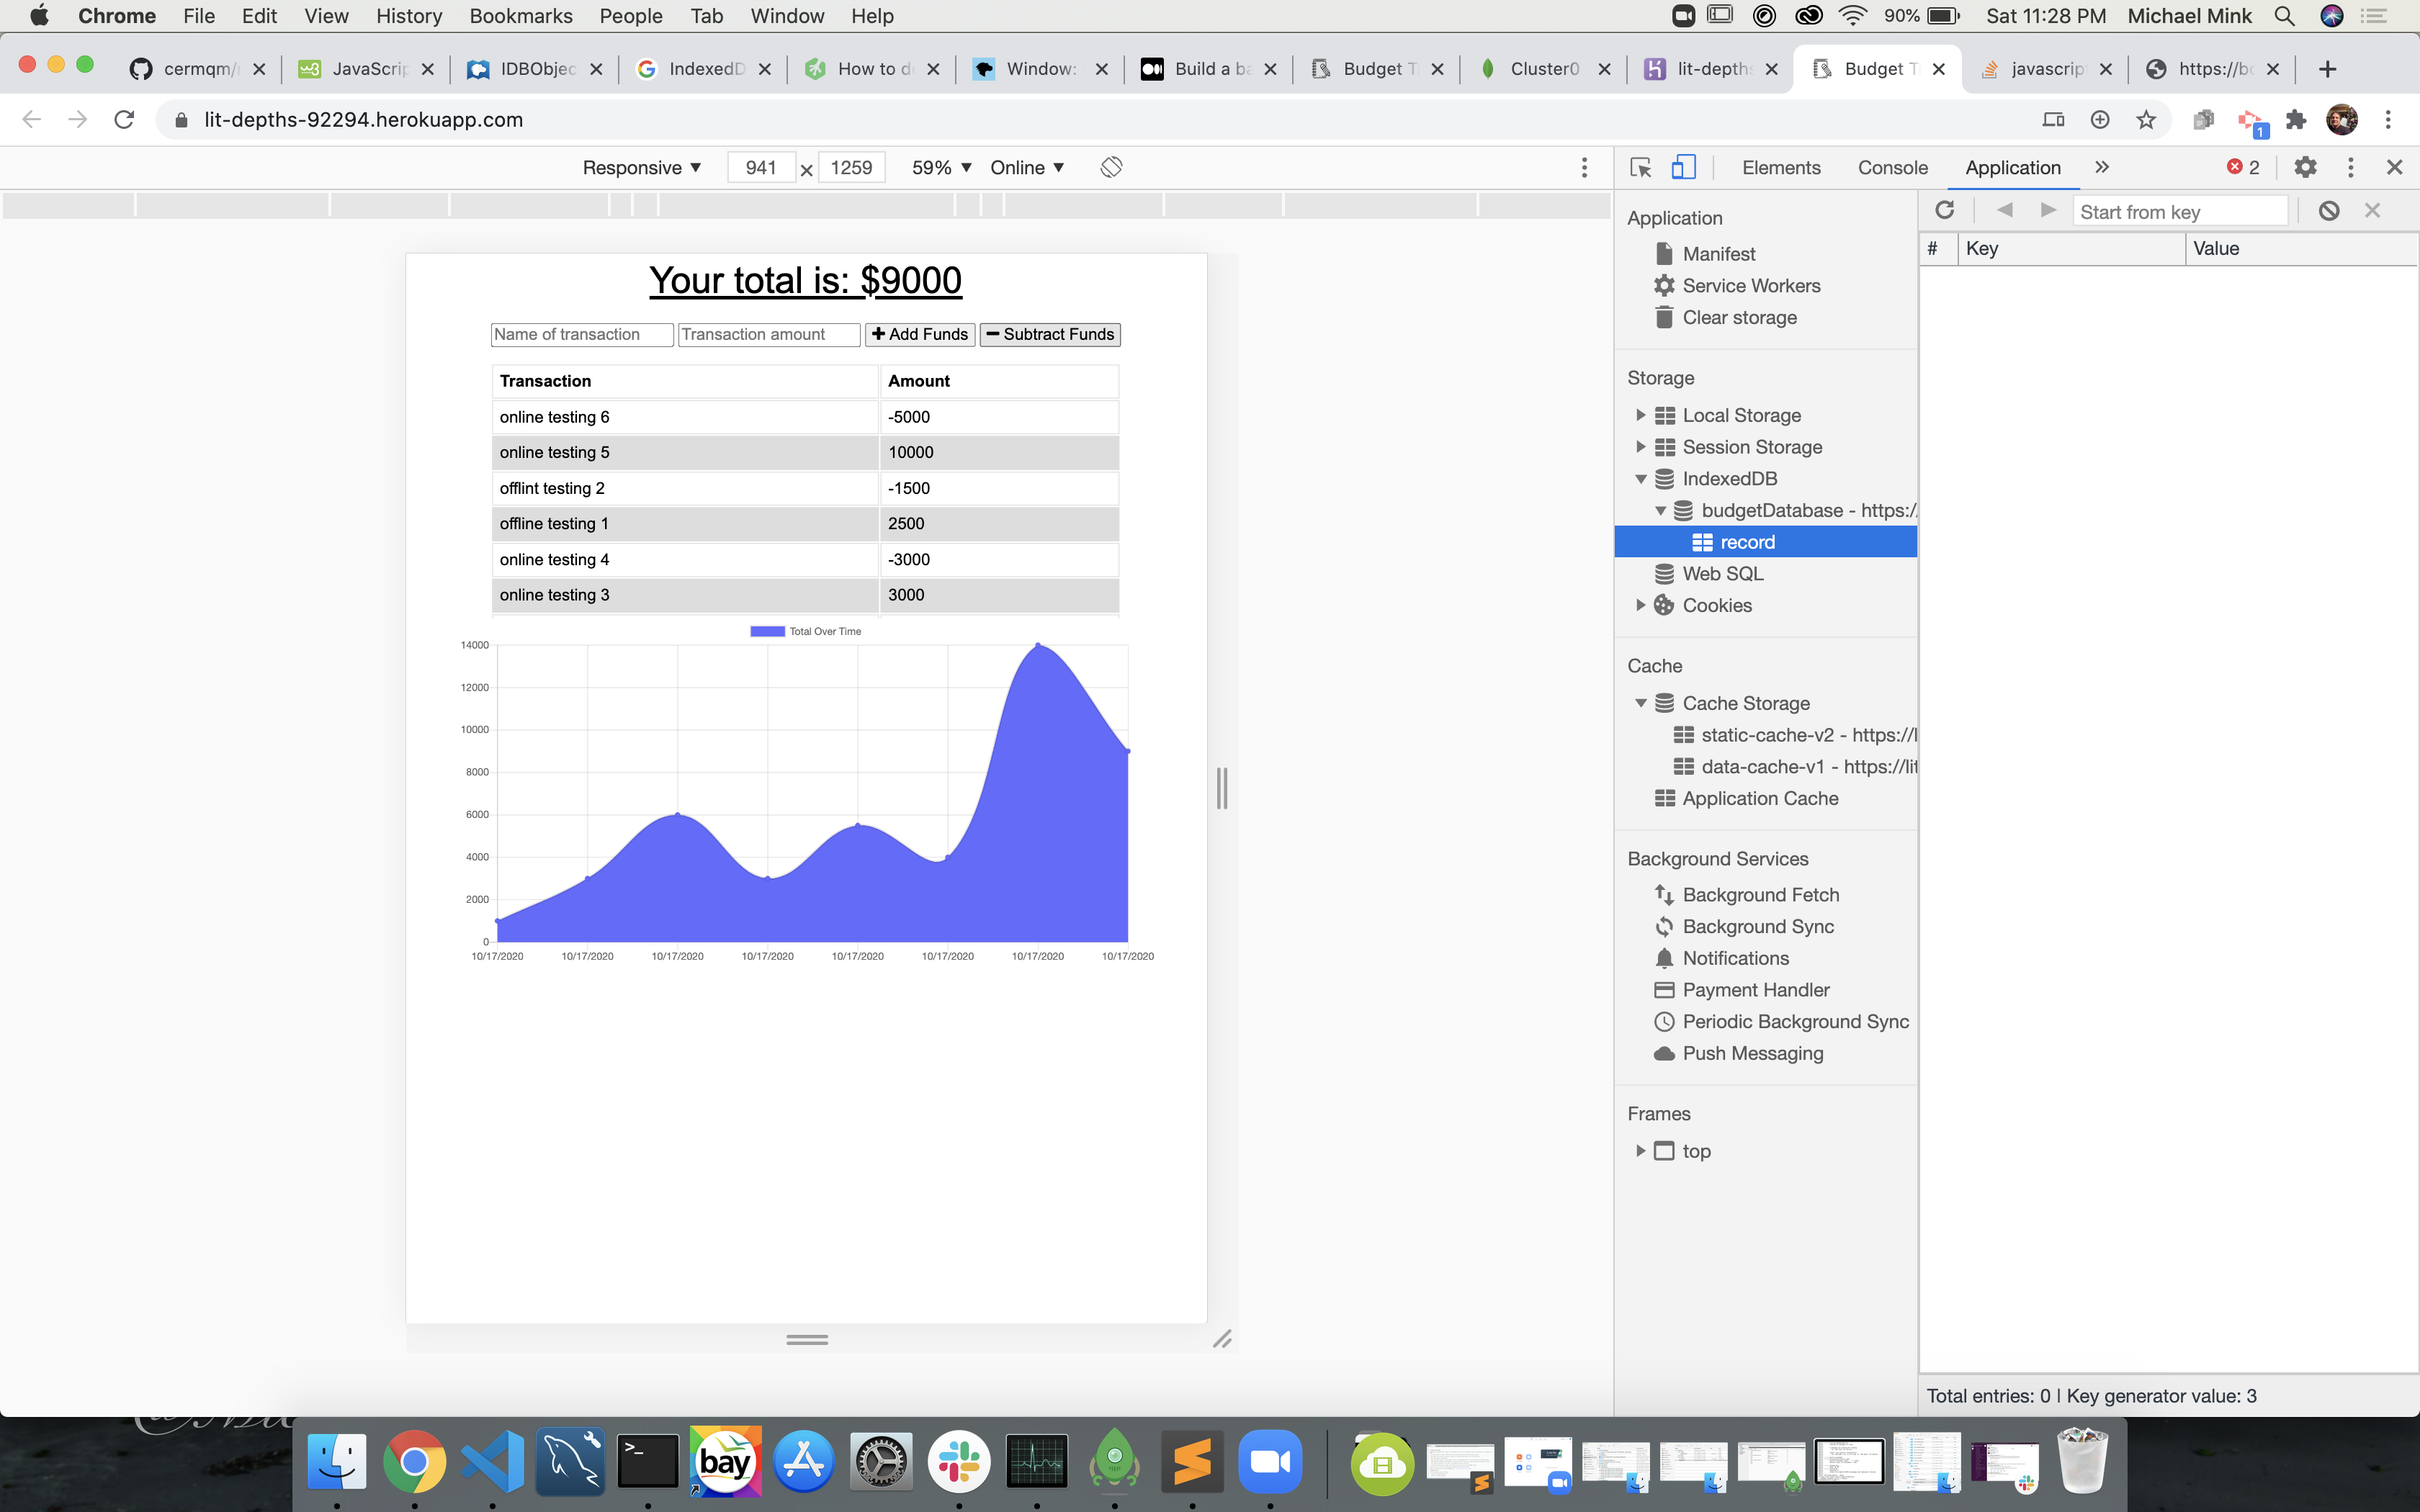 Chrome File Edit View History Bookmarks People Tab Window Help 90% Sat 11:28 PM Michael Mink
cermqm/ JavaScrip IDBObjec IndexedD How to d Window: Build a ba Budget T Cluster0 lit-depths Budget T javascrip https://bo
lit-depths-92294.herokuapp.com 1
Responsive 941 1259 59% Online
Elements Console Application 2
Start from key
# Key Value
Application
Manifest
Service Workers
Clear storage
Storage
Local Storage
Session Storage
IndexedDB
budgetDatabase - https:/
record
Web SQL
Cookies
Cache
Cache Storage
static-cache-v2 - https://l
data-cache-v1 - https://lit
Application Cache
Background Services
Background Fetch
Background Sync
Notifications
Payment Handler
Periodic Background Sync
Push Messaging
Frames
top
Total entries: 0 | Key generator value: 3
Your total is: $9000
Name of transaction Transaction amount Add Funds Subtract Funds
Transaction Amount
online testing 6 -5000
online testing 5 10000
offlint testing 2 -1500
offline testing 1 2500
online testing 4 -3000
online testing 3 3000
Total Over Time
14000
12000
10000
8000
6000
4000
2000
0
10/17/2020 10/17/2020 10/17/2020 10/17/2020 10/17/2020 10/17/2020 10/17/2020 10/17/2020
bay